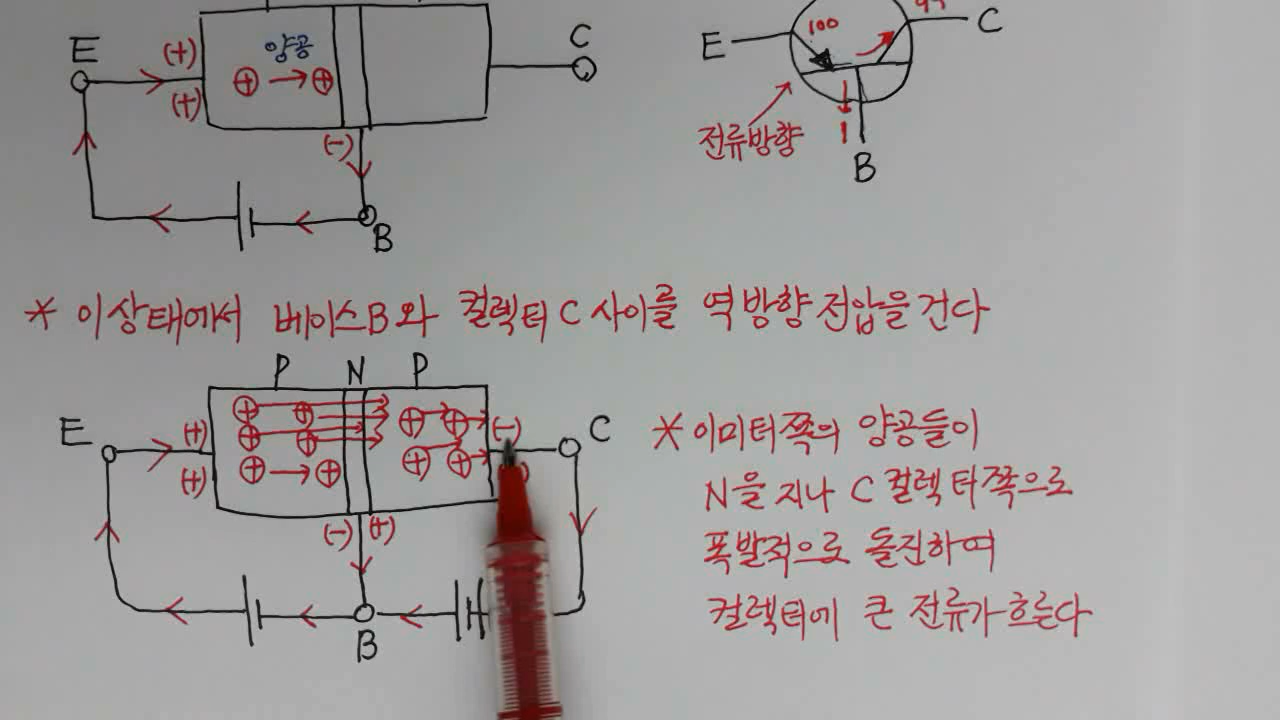 E
(+)
(+)
양공
⊕ → ⊕
C
(-)
B
E
100
C
전류방향
1
B
* 이상태에서 베이스B와 컬렉터 C 사이를 역방향 전압을 건다
P N P
E
(+)
(+)
(-)
C
(-) (+)
B
* 이미터쪽의 양공들이
N을 지나 C 컬렉터쪽으로
폭발적으로 돌진하여
컬렉터에 큰 전류가 흐른다